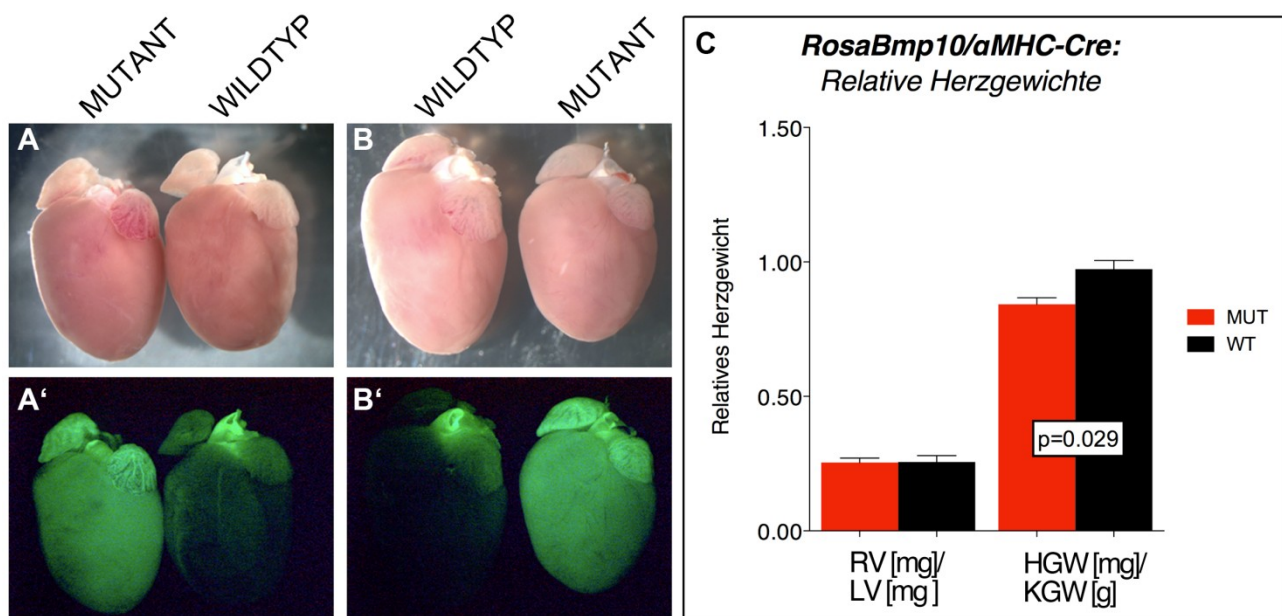 MUTANT
WILDTYP
WILDTYP
MUTANT
A
B
A‘
B‘
C
RosaBmp10/αMHC-Cre:
Relative Herzgewichte
Relatives Herzgewicht
1.50
1.00
0.50
0.00
p=0.029
MUT
WT
RV [mg]/
LV [mg]
HGW [mg]/
KGW [g]